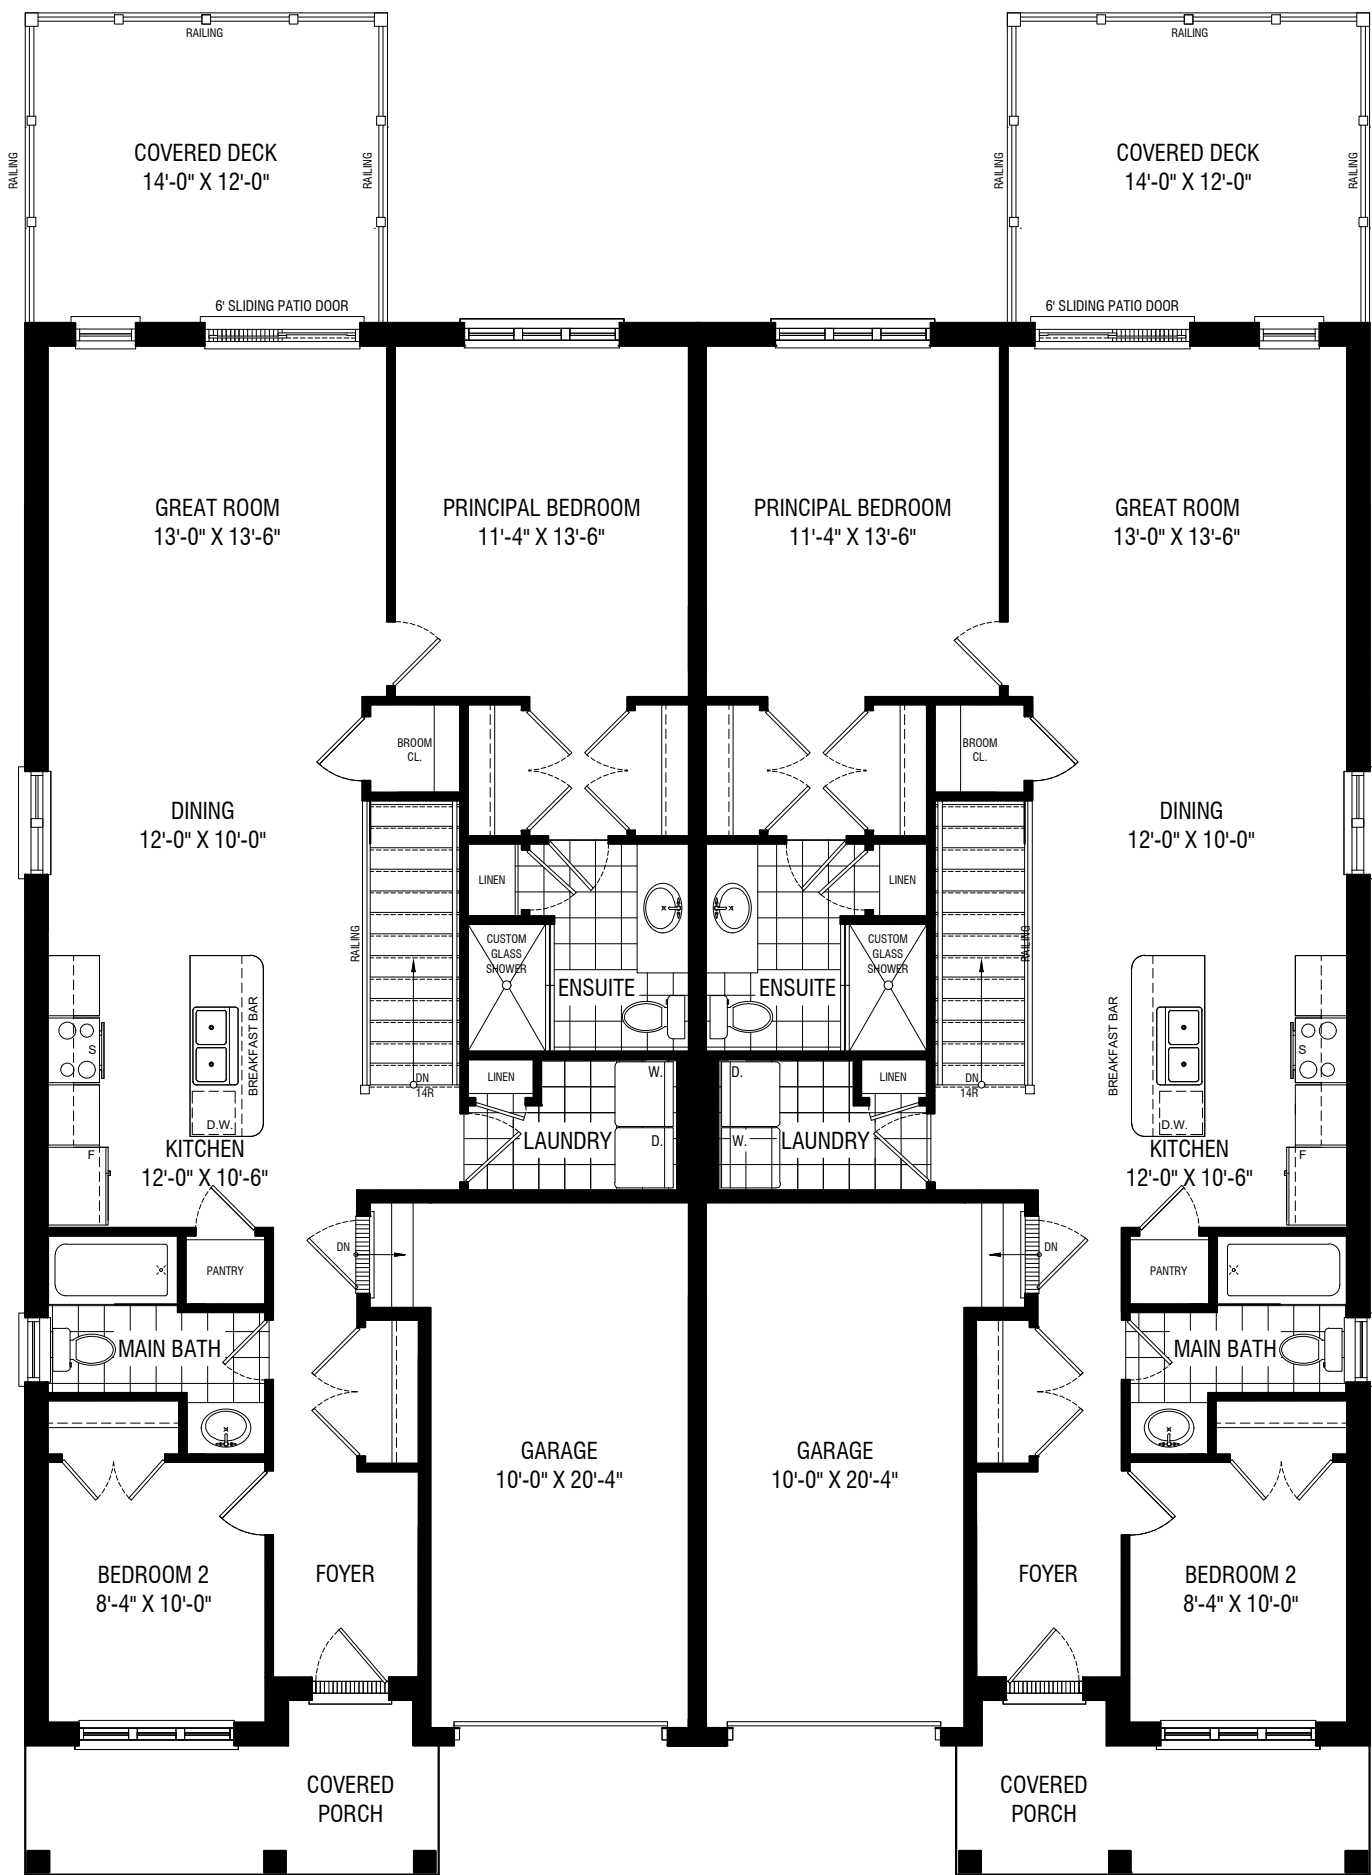 RAILING
RAILING
COVERED DECK
14'-0" X 12'-0"
COVERED DECK
14'-0" X 12'-0"
RAILING
RAILING
RAILING
RAILING
6' SLIDING PATIO DOOR
6' SLIDING PATIO DOOR
GREAT ROOM
13'-0" X 13'-6"
PRINCIPAL BEDROOM
11'-4" X 13'-6"
PRINCIPAL BEDROOM
11'-4" X 13'-6"
GREAT ROOM
13'-0" X 13'-6"
BROOM
CL.
BROOM
CL.
DINING
12'-0" X 10'-0"
DINING
12'-0" X 10'-0"
LINEN
LINEN
RAILING
RAILING
CUSTOM
GLASS
SHOWER
CUSTOM
GLASS
SHOWER
ENSUITE
ENSUITE
S
BREAKFAST BAR
BREAKFAST BAR
S
DN
14R
LINEN
W.
D.
LINEN
DN
14R
D.W.
D.W.
LAUNDRY
D.
W.
LAUNDRY
F
KITCHEN
12'-0" X 10'-6"
KITCHEN
12'-0" X 10'-6"
F
DN
DN
PANTRY
PANTRY
MAIN BATH
MAIN BATH
GARAGE
10'-0" X 20'-4"
GARAGE
10'-0" X 20'-4"
BEDROOM 2
8'-4" X 10'-0"
FOYER
FOYER
BEDROOM 2
8'-4" X 10'-0"
COVERED
PORCH
COVERED
PORCH